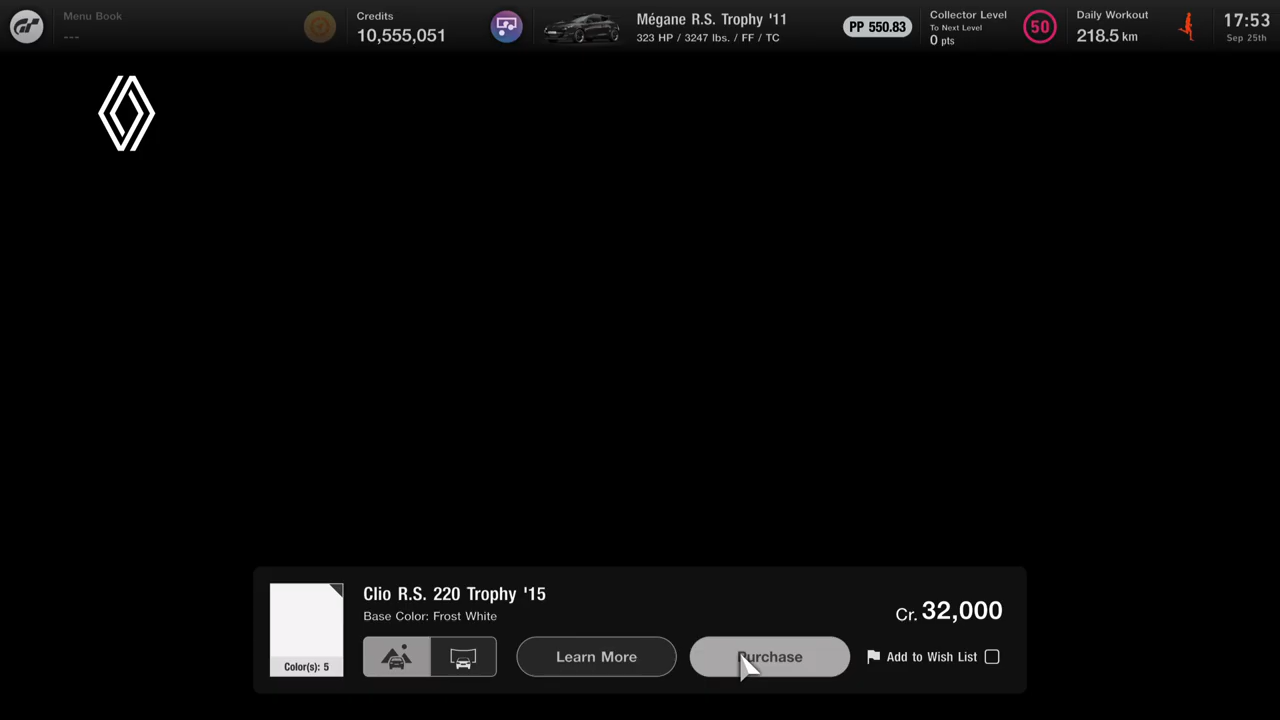 Menu Book
---
Credits
10,555,051
Mégane R.S. Trophy '11
323 HP / 3247 lbs. / FF / TC
PP 550.83
Collector Level
To Next Level
0 pts
50
Daily Workout
218.5 km
17:53
Sep 25th
Clio R.S. 220 Trophy '15
Base Color: Frost White
Cr. 32,000
Color(s): 5
Learn More
Purchase
Add to Wish List